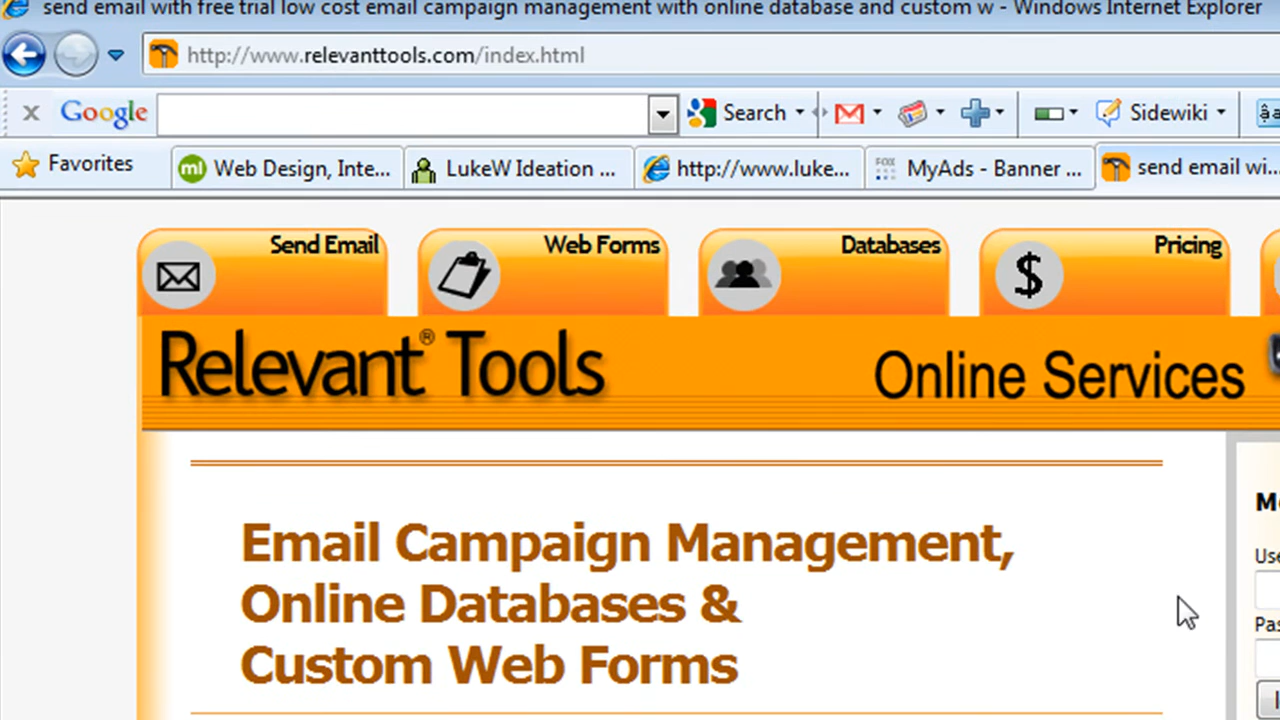 send email with free trial low cost email campaign management with online database and custom w - Windows Internet Explorer
http://www.relevanttools.com/index.html
Google Search Sidewiki
Favorites Web Design, Inte... LukeW Ideation ... http://www.luke... MyAds - Banner ... send email wi...
Send Email Web Forms Databases Pricing
Relevant® Tools Online Services
Email Campaign Management,
Online Databases &
Custom Web Forms